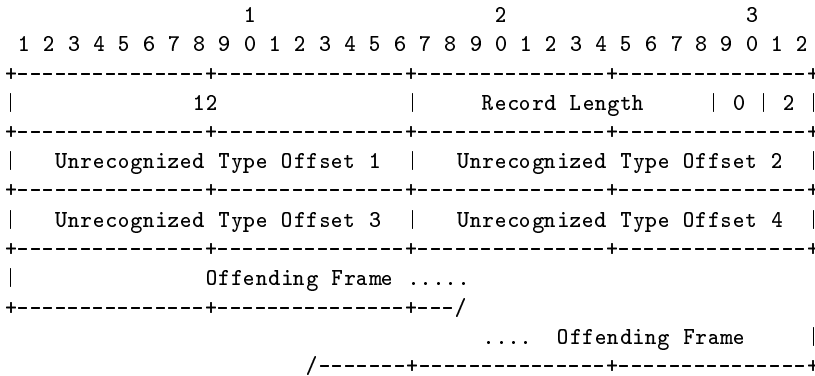 1                   2                   3
 1 2 3 4 5 6 7 8 9 0 1 2 3 4 5 6 7 8 9 0 1 2 3 4 5 6 7 8 9 0 1 2
+---------------+---------------+---------------+---------------+
|              12               |     Record Length     | 0 | 2 |
+---------------+---------------+---------------+---------------+
|   Unrecognized Type Offset 1  |   Unrecognized Type Offset 2  |
+---------------+---------------+---------------+---------------+
|   Unrecognized Type Offset 3  |   Unrecognized Type Offset 4  |
+---------------+---------------+---------------+---------------+
|               Offending Frame .....
+---------------+---------------+---/
                                      ....  Offending Frame     |
                        /-------+---------------+---------------+